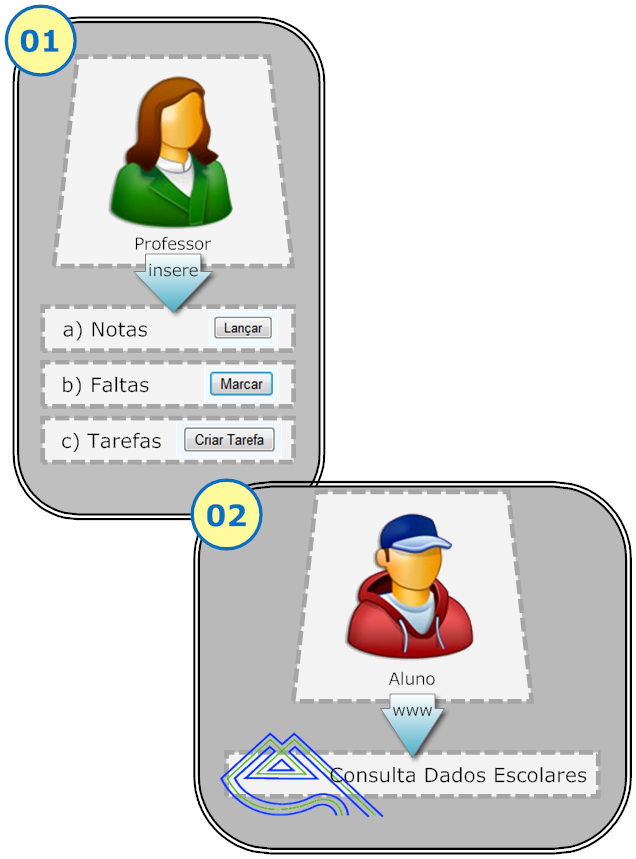 01
Professor
insere
a) Notas
Lançar
b) Faltas
Marcar
c) Tarefas
Criar Tarefa
02
Aluno
www
Consulta Dados Escolares